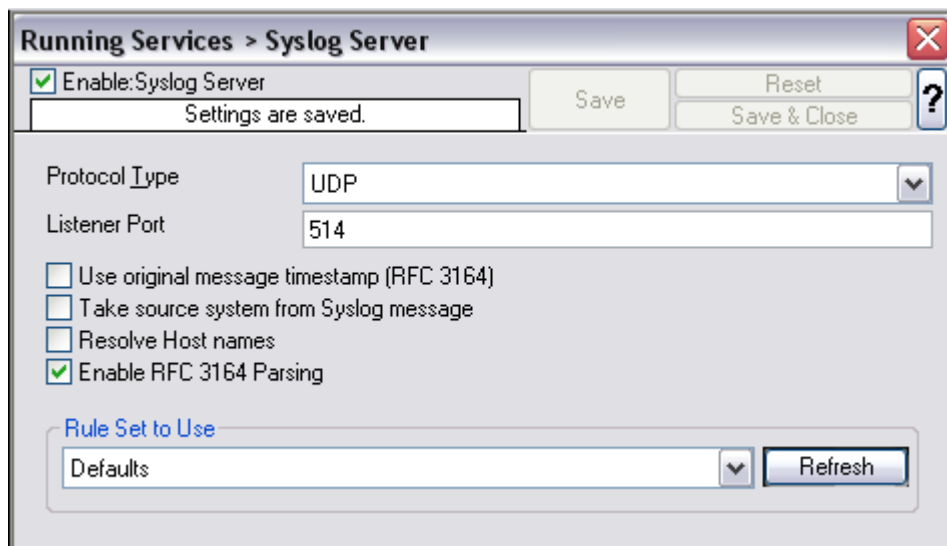 Running Services > Syslog Server
Enable:Syslog Server
Settings are saved.
Save
Reset
Save & Close
?
Protocol Type
UDP
Listener Port
514
Use original message timestamp (RFC 3164)
Take source system from Syslog message
Resolve Host names
Enable RFC 3164 Parsing
Rule Set to Use
Defaults
Refresh